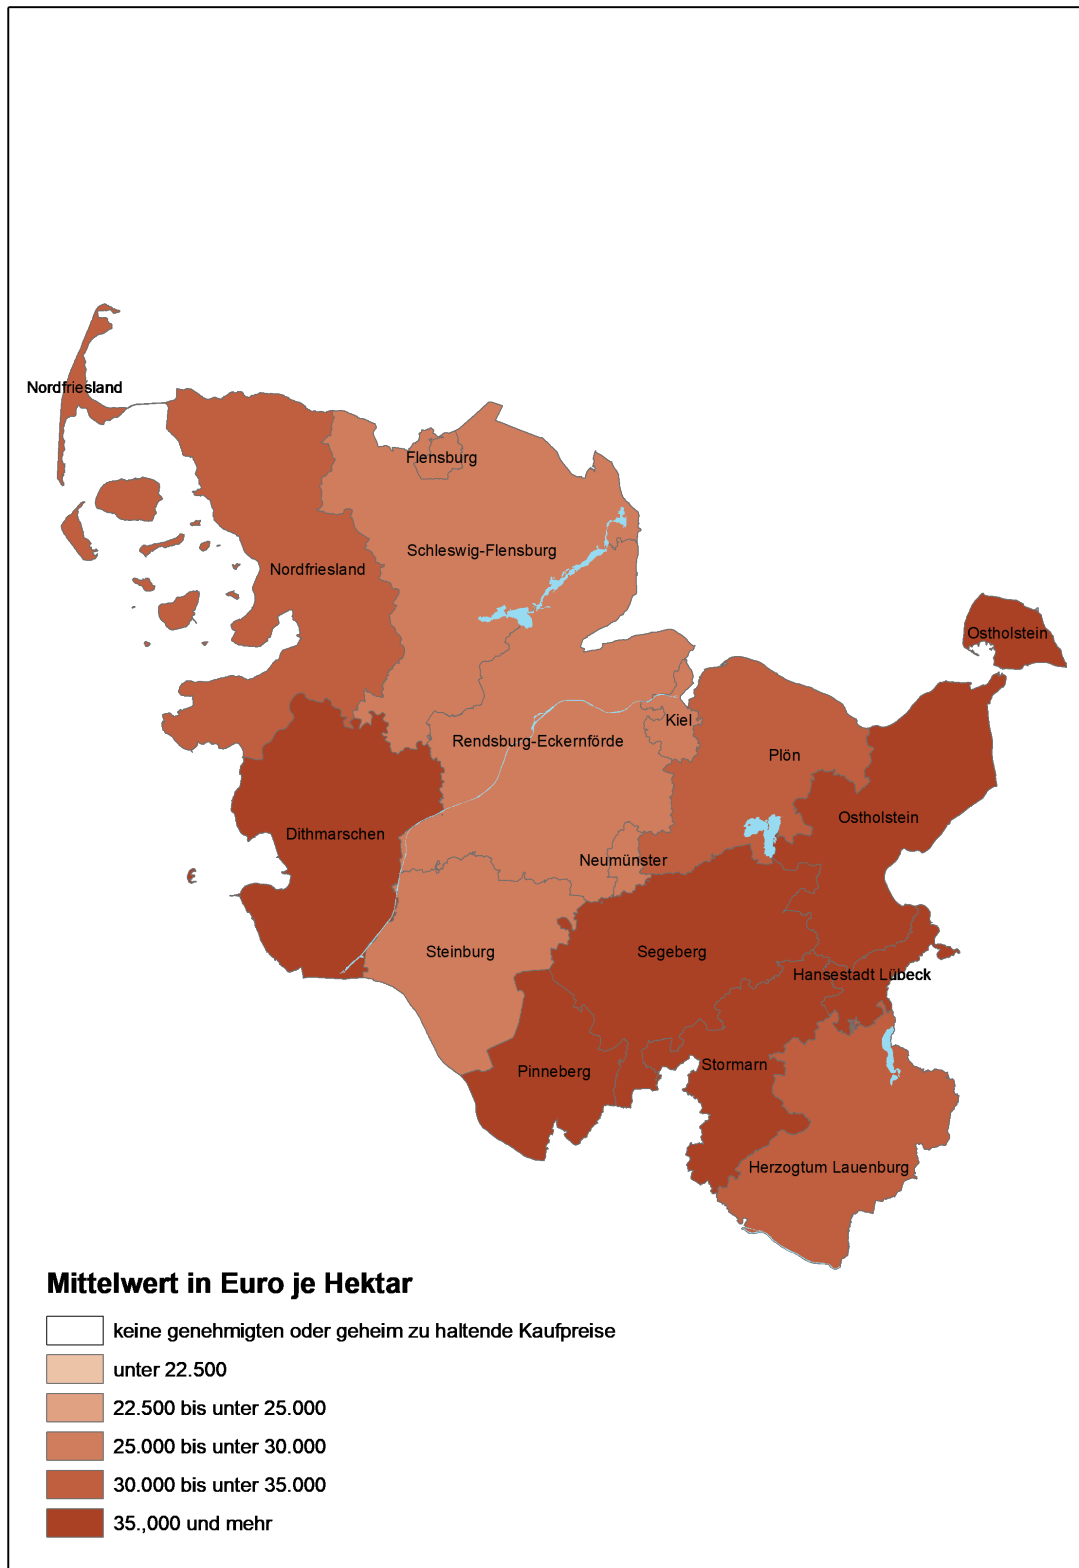 Nordfriesland
Flensburg
Schleswig-Flensburg
Nordfriesland
Ostholstein
Kiel
Rendsburg-Eckernförde
Plön
Ostholstein
Dithmarschen
Neumünster
Steinburg
Segeberg
Hansestadt Lübeck
Stormarn
Pinneberg
Herzogtum Lauenburg
Mittelwert in Euro je Hektar
keine genehmigten oder geheim zu haltende Kaufpreise
unter 22.500
22.500 bis unter 25.000
25.000 bis unter 30.000
30.000 bis unter 35.000
35.,000 und mehr